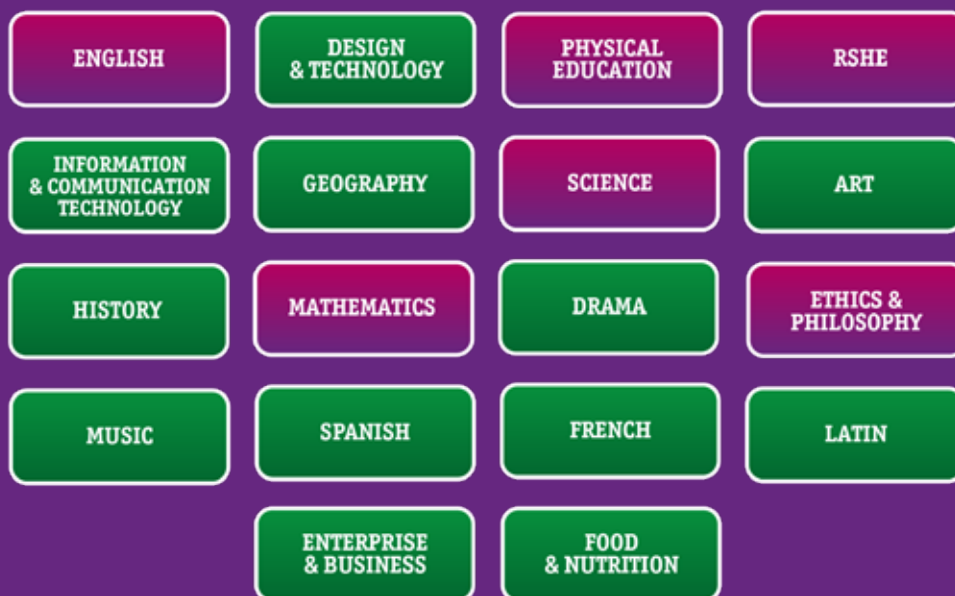 ENGLISH
DESIGN
& TECHNOLOGY
PHYSICAL
EDUCATION
RSHE
INFORMATION
& COMMUNICATION
TECHNOLOGY
GEOGRAPHY
SCIENCE
ART
HISTORY
MATHEMATICS
DRAMA
ETHICS &
PHILOSOPHY
MUSIC
SPANISH
FRENCH
LATIN
ENTERPRISE
& BUSINESS
FOOD
& NUTRITION